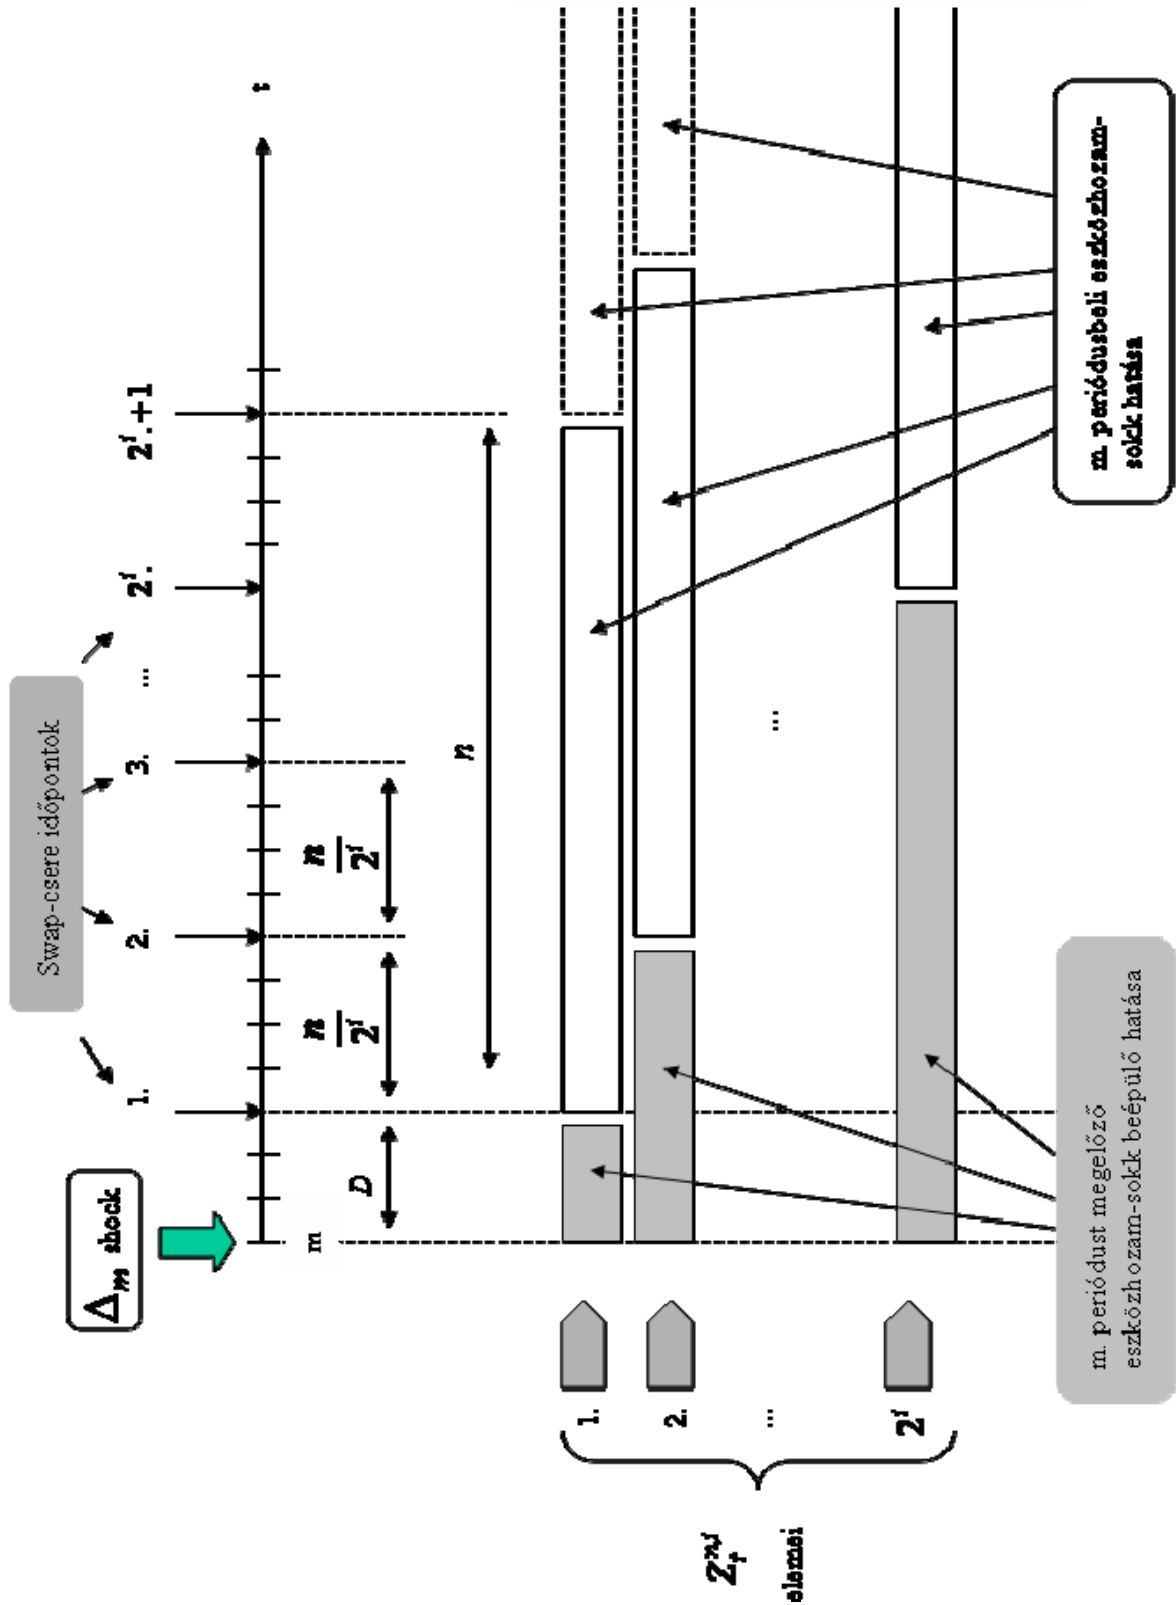 Swap-csere időpontok
Δm shock
1.
2.
3.
...
2^i.
2^i.+1
t
m
D
n
2^i
n
2^i
n
1.
2.
...
2^i
Z_t^{n,i}
elemei
...
m. periódust megelőző
eszközhozam-sokk beépülő hatása
m. periódusbeli eszközhozam-
sokk hatása